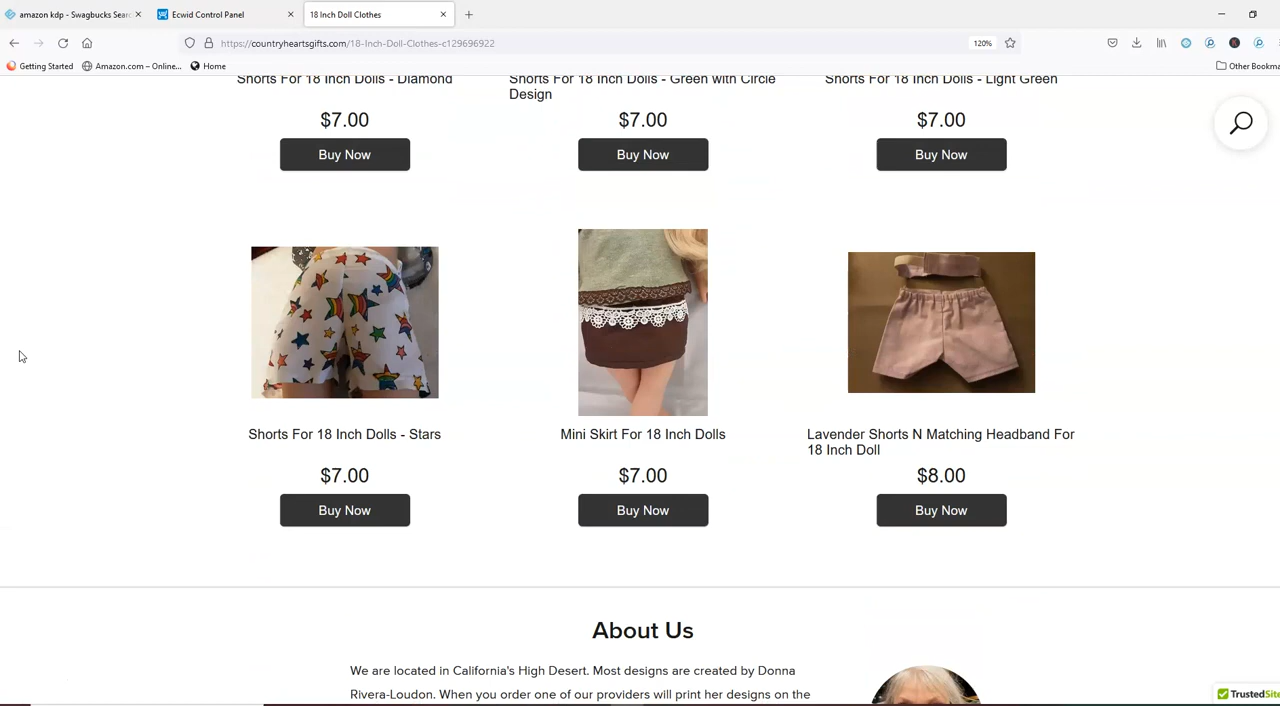 amazon kdp - Swagbucks Sear
Ecwid Control Panel
18 Inch Doll Clothes
https://countryheartsgifts.com/18-Inch-Doll-Clothes-c129696922
120%
Getting Started
Amazon.com – Online...
Home
Other Bookma
Shorts For 18 Inch Dolls - Diamond
Shorts For 18 Inch Dolls - Green with Circle
Design
Shorts For 18 Inch Dolls - Light Green
$7.00
$7.00
$7.00
Buy Now
Buy Now
Buy Now
Shorts For 18 Inch Dolls - Stars
Mini Skirt For 18 Inch Dolls
Lavender Shorts N Matching Headband For
18 Inch Doll
$7.00
$7.00
$8.00
Buy Now
Buy Now
Buy Now
About Us
We are located in California's High Desert. Most designs are created by Donna
Rivera-Loudon. When you order one of our providers will print her designs on the
TrustedSite